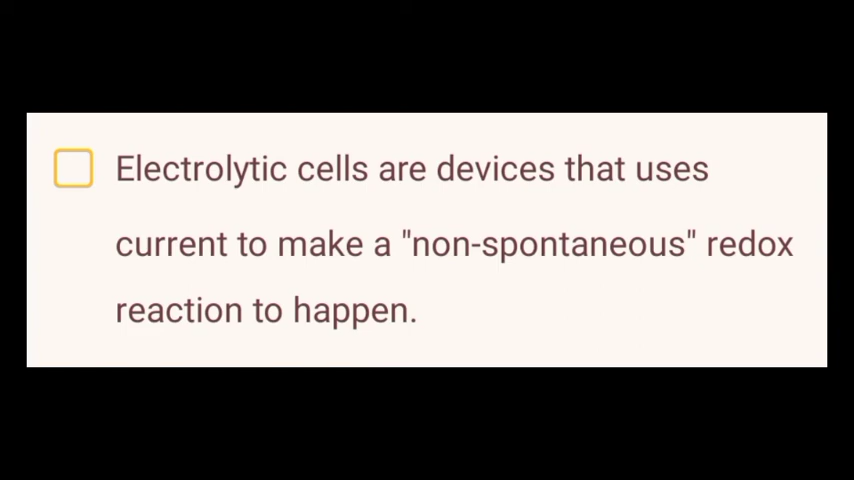 Electrolytic cells are devices that uses
current to make a "non-spontaneous" redox
reaction to happen.